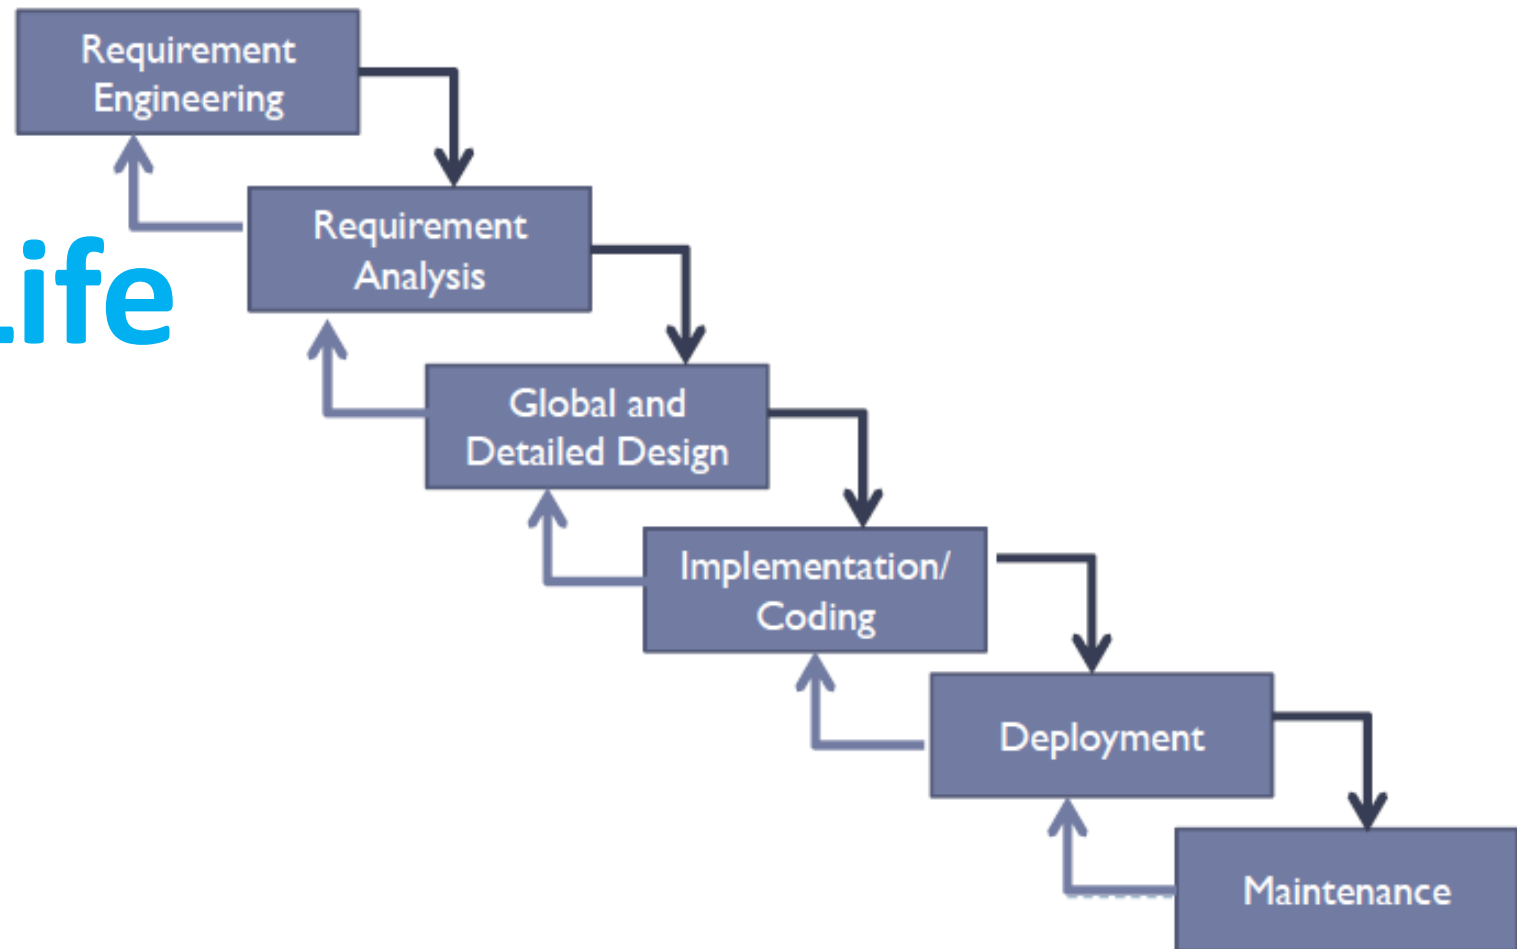 Requirement
Engineering
Requirement
Analysis
Life
Global and
Detailed Design
Implementation/
Coding
Deployment
Maintenance